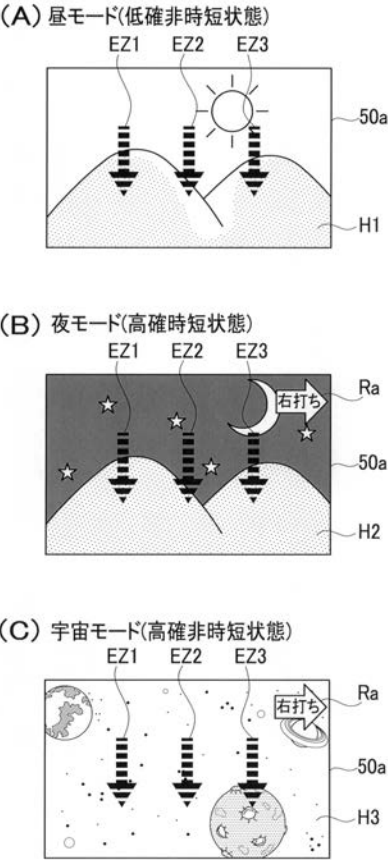 (A) 昼モード(低確非時短状態)
EZ1 EZ2 EZ3
50a
H1
(B) 夜モード(高確時短状態)
EZ1 EZ2 EZ3
Ra
右打ち
50a
H2
(C) 宇宙モード(高確非時短状態)
EZ1 EZ2 EZ3
Ra
右打ち
50a
H3